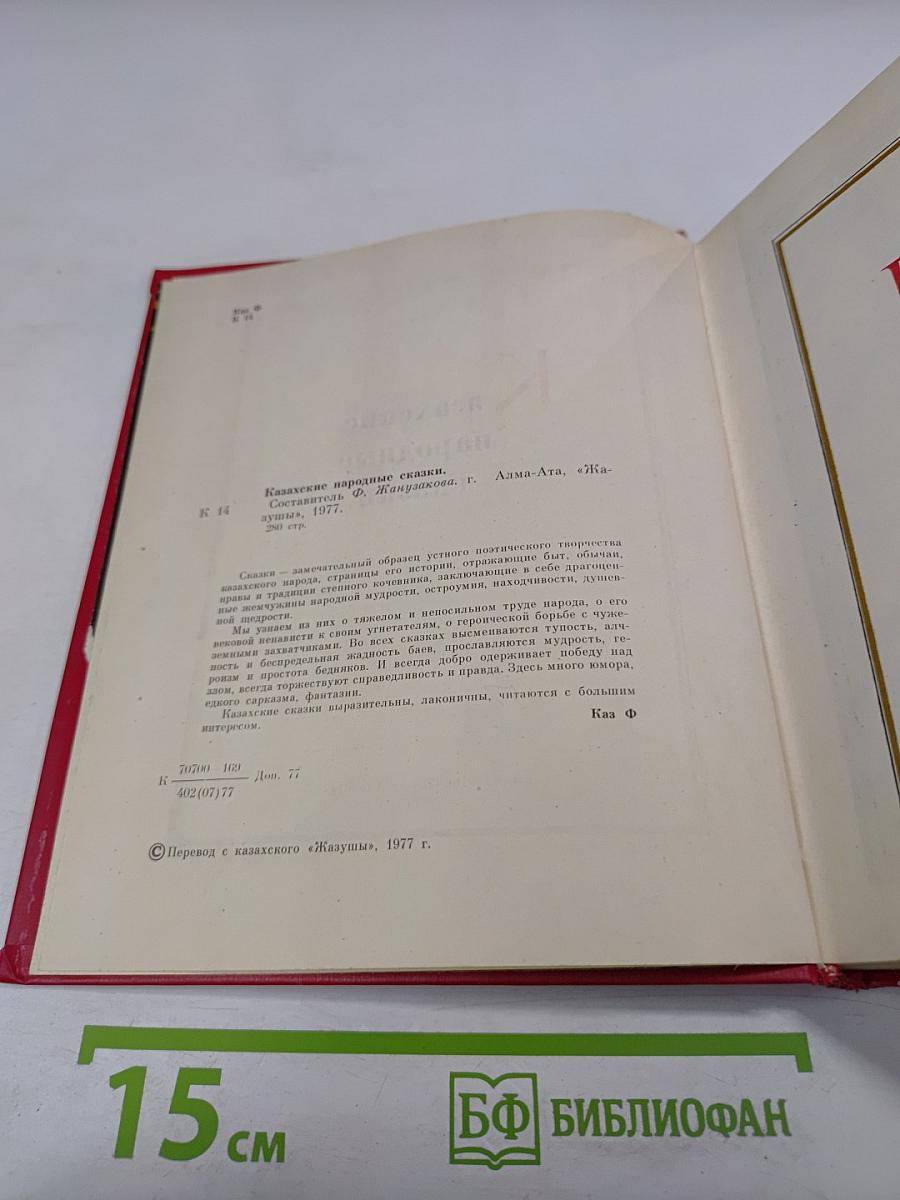 Каз. Ф
К 14
Казахские народные сказки.
К 14
Составитель Ф. Жанузакова. г. Алма-Ата, «Жа-
зушы», 1977.
280 стр.
Сказки — замечательный образец устного поэтического творчества
казахского народа, страницы его истории, отражающие быт, обычаи,
нравы и традиции степного кочевника, заключающие в себе драгоцен-
ные жемчужины народной мудрости, остроумия, находчивости, душев-
ной щедрости.
Мы узнаем из них о тяжелом и непосильном труде народа, о его
вековой ненависти к своим угнетателям, о героической борьбе с чуже-
земными захватчиками. Во всех сказках высмеиваются тупость, алч-
ность и беспредельная жадность баев, прославляются мудрость, ге-
роизм и простота бедняков. И всегда добро одерживает победу над
злом, всегда торжествуют справедливость и правда. Здесь много юмора,
едкого сарказма, фантазии.
Казахские сказки выразительны, лаконичны, читаются с большим
интересом.
Каз Ф
К 70700—169 Доп. 77
402(07)77
© Перевод с казахского «Жазушы», 1977 г.
15 см
БФ БИБЛИОФАН